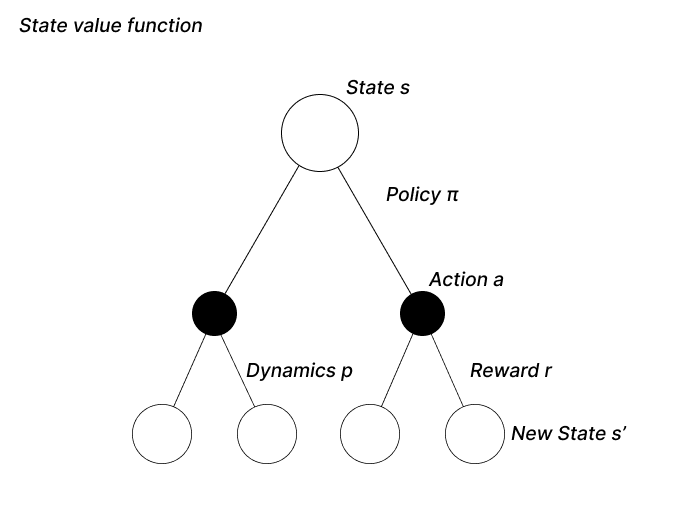 State value function
State s
Policy π
Action a
Dynamics p
Reward r
New State s’